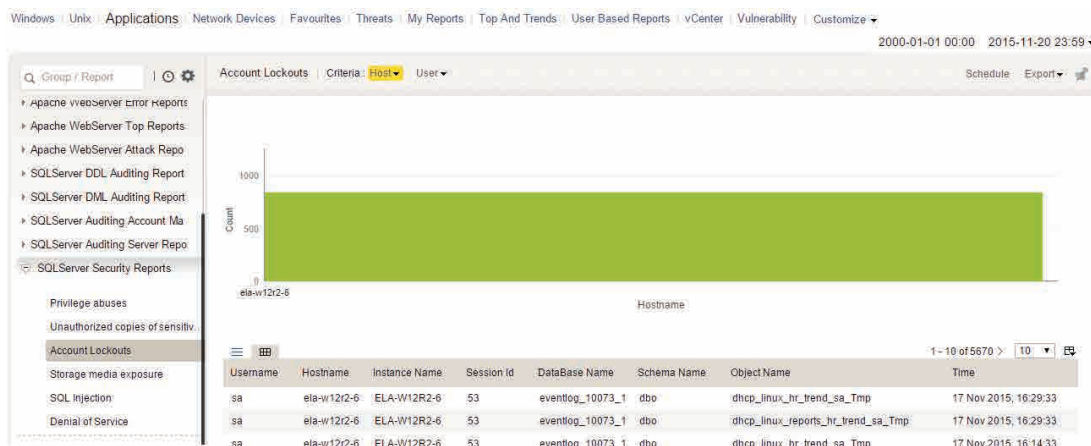 Windows Unix Applications Network Devices Favourites Threats My Reports Top And Trends User Based Reports vCenter Vulnerability Customize
2000-01-01 00:00 2015-11-20 23:59
Group / Report
Account Lockouts Criteria: Host User Schedule Export
Apache WebServer Error Reports
Apache WebServer Top Reports
Apache WebServer Attack Repo
SQLServer DDL Auditing Report
SQLServer DML Auditing Report
SQLServer Auditing Account Ma
SQLServer Auditing Server Repo
SQLServer Security Reports
Privilege abuses
Unauthorized copies of sensitiv..
Account Lockouts
Storage media exposure
SQL Injection
Denial of Service
1000
500
0
Count
ela-w12r2-6
Hostname
1 - 10 of 5670 > 10
Username Hostname Instance Name Session Id DataBase Name Schema Name Object Name Time
sa ela-w12r2-6 ELA-W12R2-6 53 eventlog_10073_1 dbo dhcp_linux_hr_trend_sa_Tmp 17 Nov 2015, 16:29:33
sa ela-w12r2-6 ELA-W12R2-6 53 eventlog_10073_1 dbo dhcp_linux_reports_hr_trend_sa_Tmp 17 Nov 2015, 16:29:33
sa ela-w12r2-6 ELA-W12R2-6 53 eventlog_10073_1 dbo dhcp_linux_hr_trend_sa_Tmp 17 Nov 2015, 16:14:33